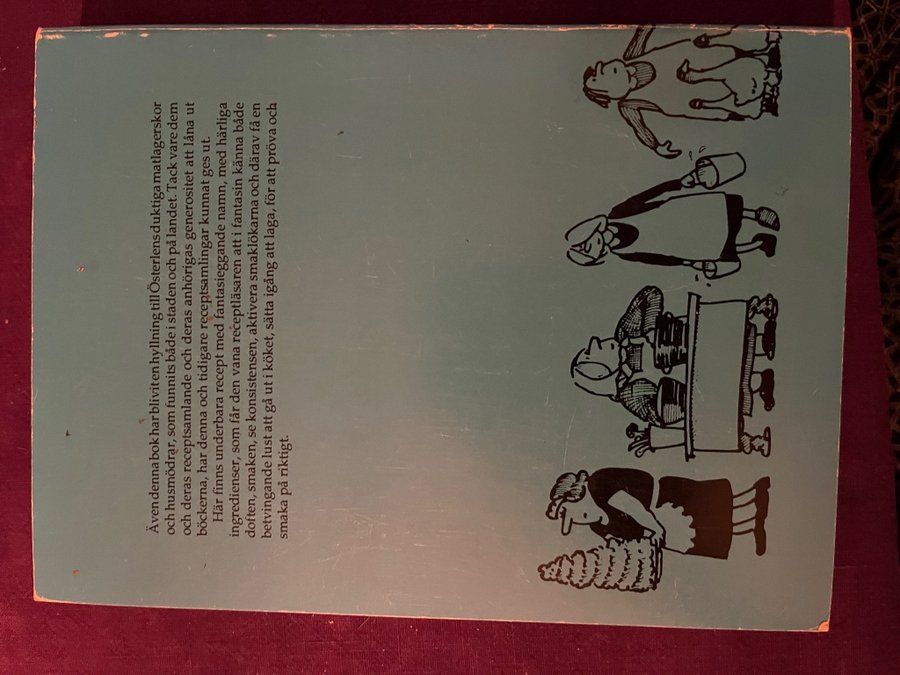 Även denna bok har bliviten hyllning till Österlens duktiga matlagerskor
och husmödrar, som funnits både i staden och på landet. Tack vare dem
och deras receptsamlande och deras anhörigas generositet att låna ut
böckerna, har denna och tidigare receptsamlingar kunnat ges ut.
Här finns underbara recept med fantasieggande namn, med härliga
ingredienser, som får den vana receptläsaren att i fantasin känna både
doften, smaken, se konsistensen, aktivera smaklökarna och därav få en
betvingande lust att gå ut i köket, sätta igång att laga, för att pröva och
smaka på riktigt.